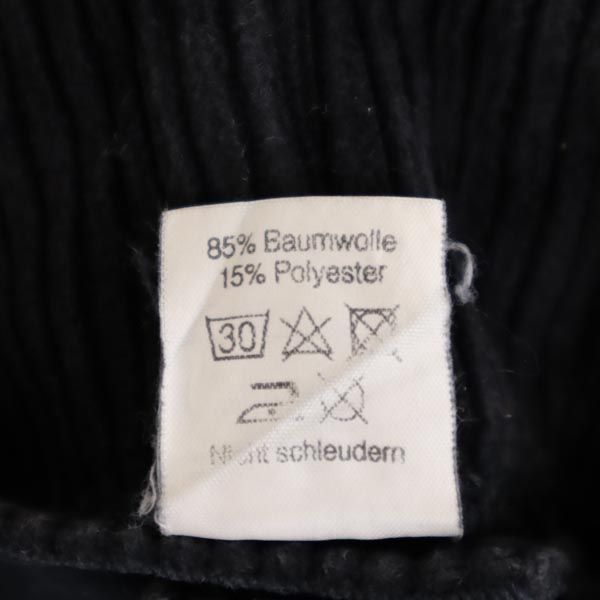 85% Baumwolle
15% Polyester
30
Nicht schleudern